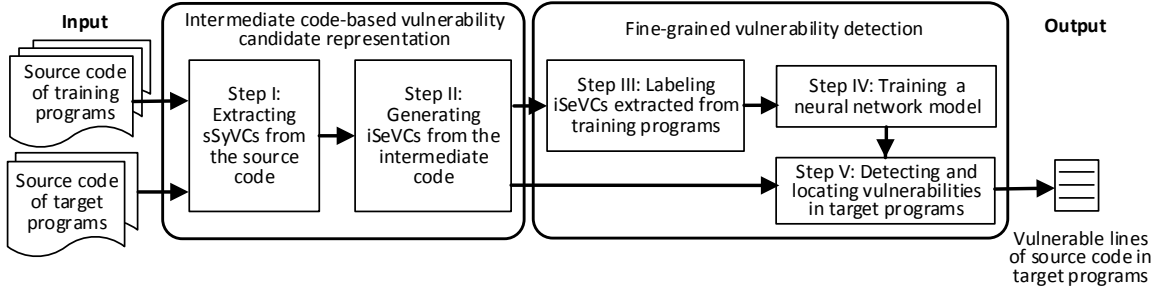 Input
Intermediate code-based vulnerability
candidate representation
Fine-grained vulnerability detection
Output
Source code
of training
programs
Source code
of target
programs
Step I:
Extracting
sSyVCs from
the source
code
Step II:
Generating
iSeVCs from the
intermediate
code
Step III: Labeling
iSeVCs extracted from
training programs
Step IV: Training a
neural network model
Step V: Detecting and
locating vulnerabilities
in target programs
Vulnerable lines
of source code in
target programs